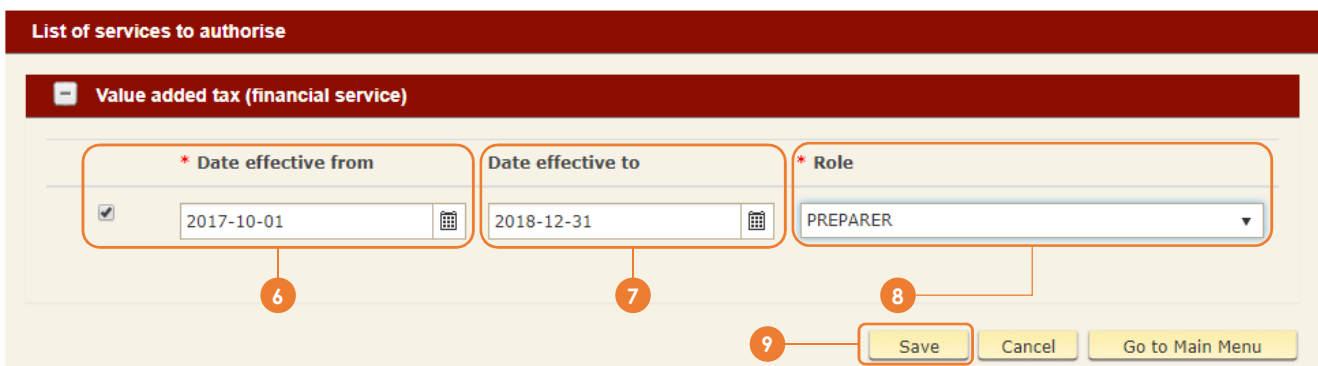 List of services to authorise
Value added tax (financial service)
* Date effective from Date effective to * Role
2017-10-01 2018-12-31 PREPARER
6 7 8
9 Save Cancel Go to Main Menu